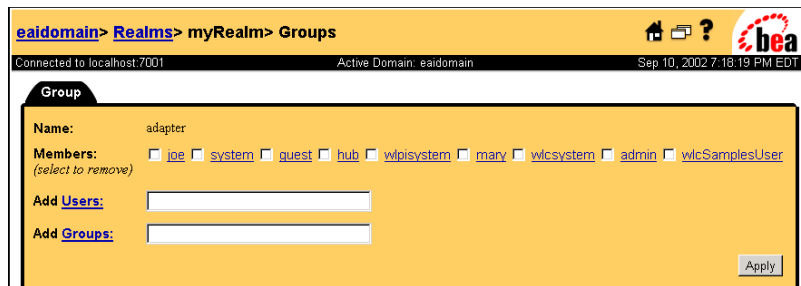 eaidomain> Realms> myRealm> Groups
?
bea
Connected to localhost:7001 Active Domain: eaidomain Sep 10, 2002 7:18:19 PM EDT
Group
Name: adapter
Members: joe system guest hub wlpisystem mary wlcsystem admin wlcSamplesUser
(select to remove)
Add Users:
Add Groups:
Apply